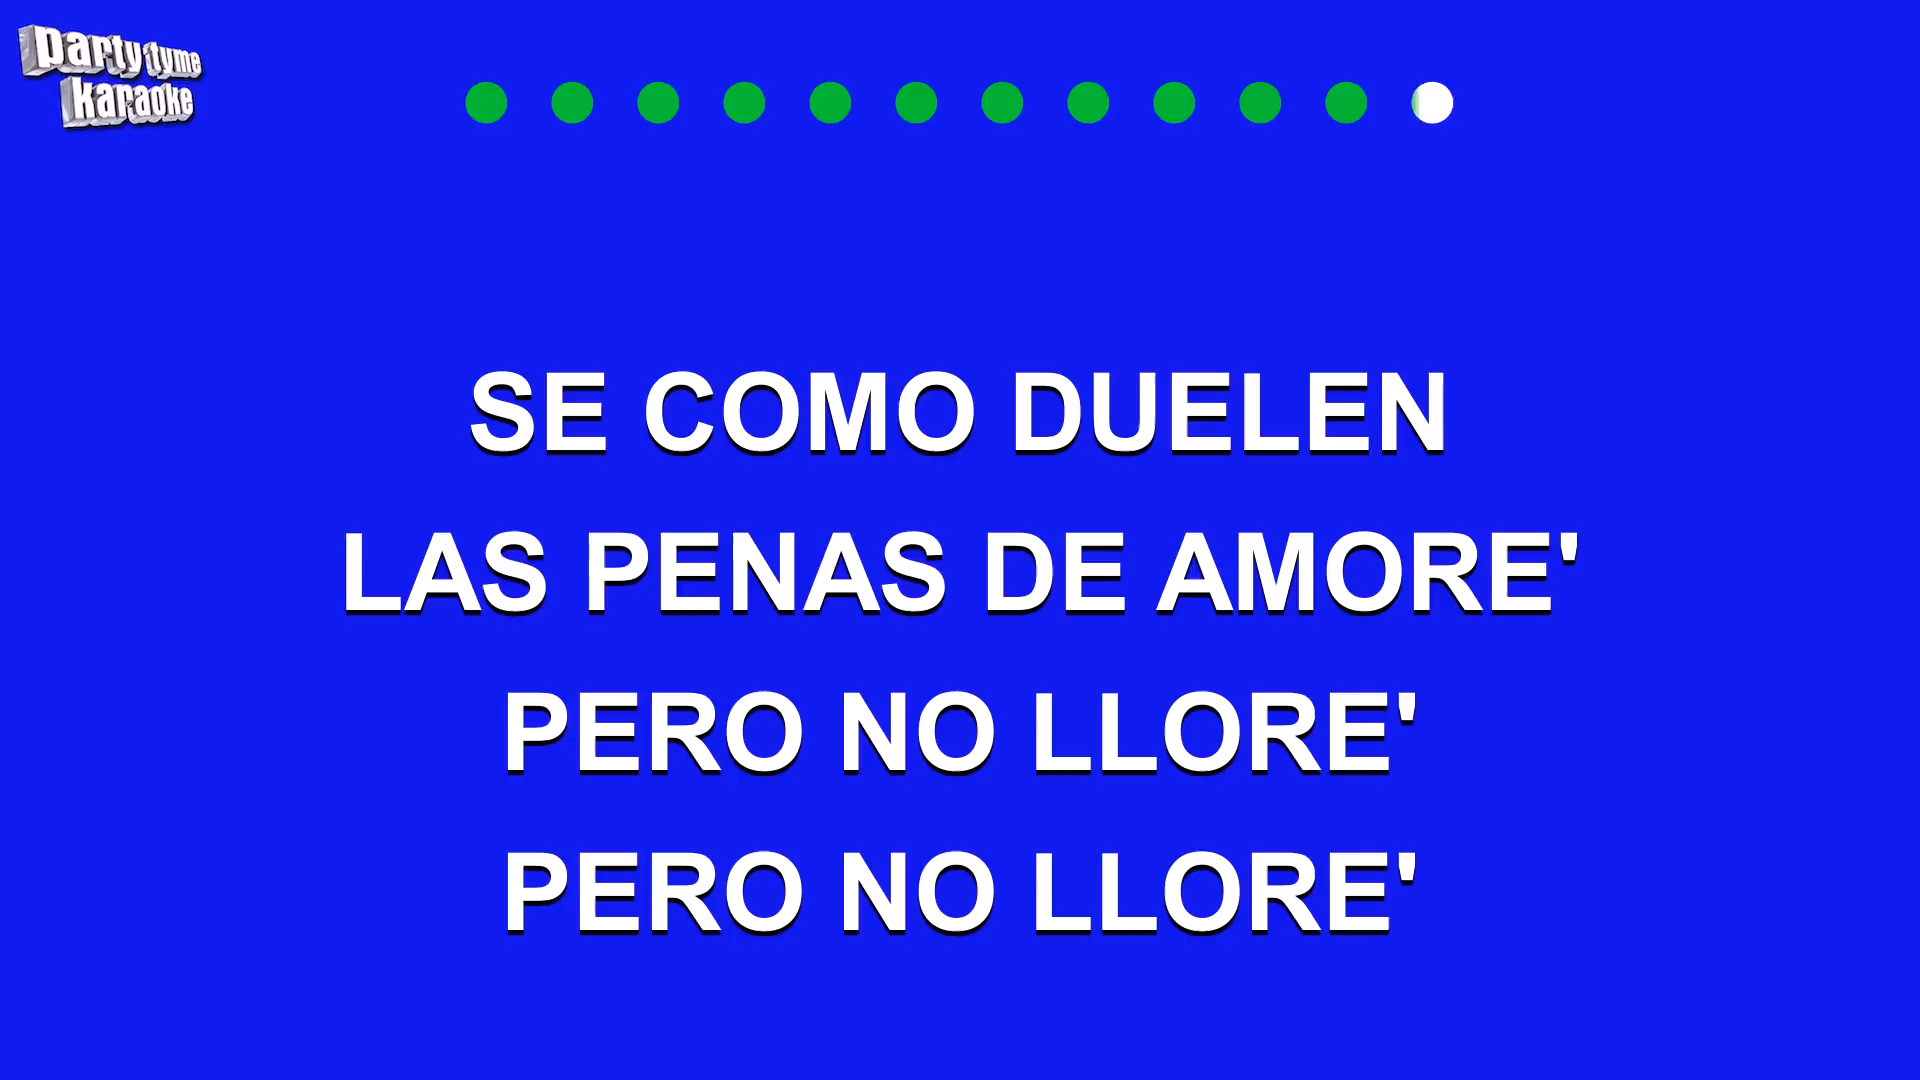 party tyme
karaoke
SE COMO DUELEN
LAS PENAS DE AMORE'
PERO NO LLORE'
PERO NO LLORE'